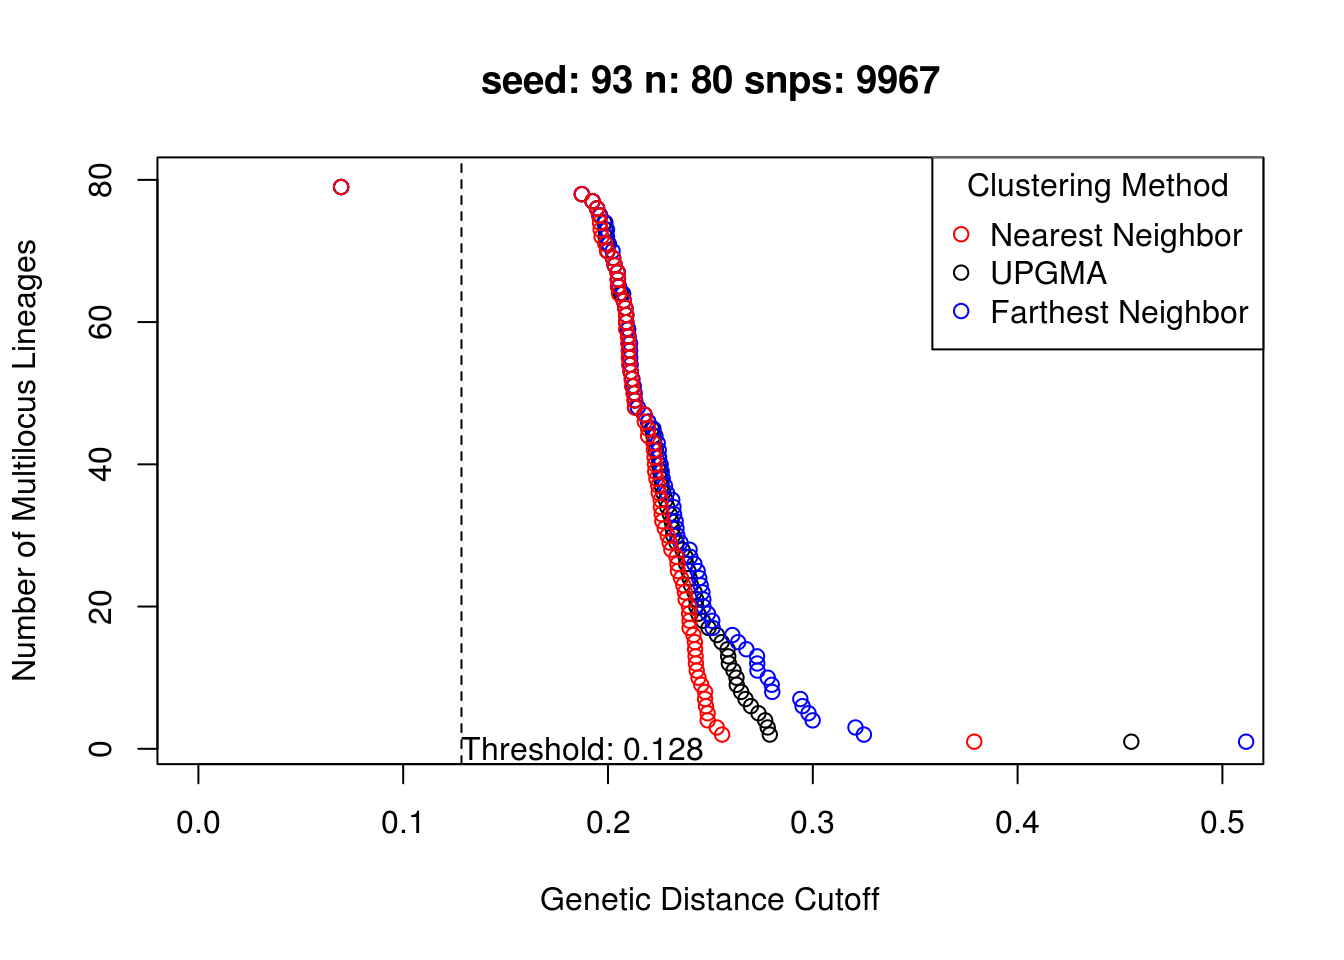 seed: 93 n: 80 snps: 9967
Number of Multilocus Lineages
80
60
40
20
0
Clustering Method
Nearest Neighbor
UPGMA
Farthest Neighbor
Threshold: 0.128
0.0 0.1 0.2 0.3 0.4 0.5
Genetic Distance Cutoff